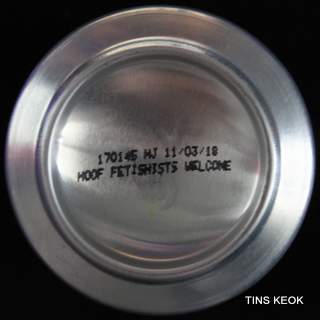 170145 MJ 11/03/18
HOOF FETISHISTS WELCOME
TINS KEOK